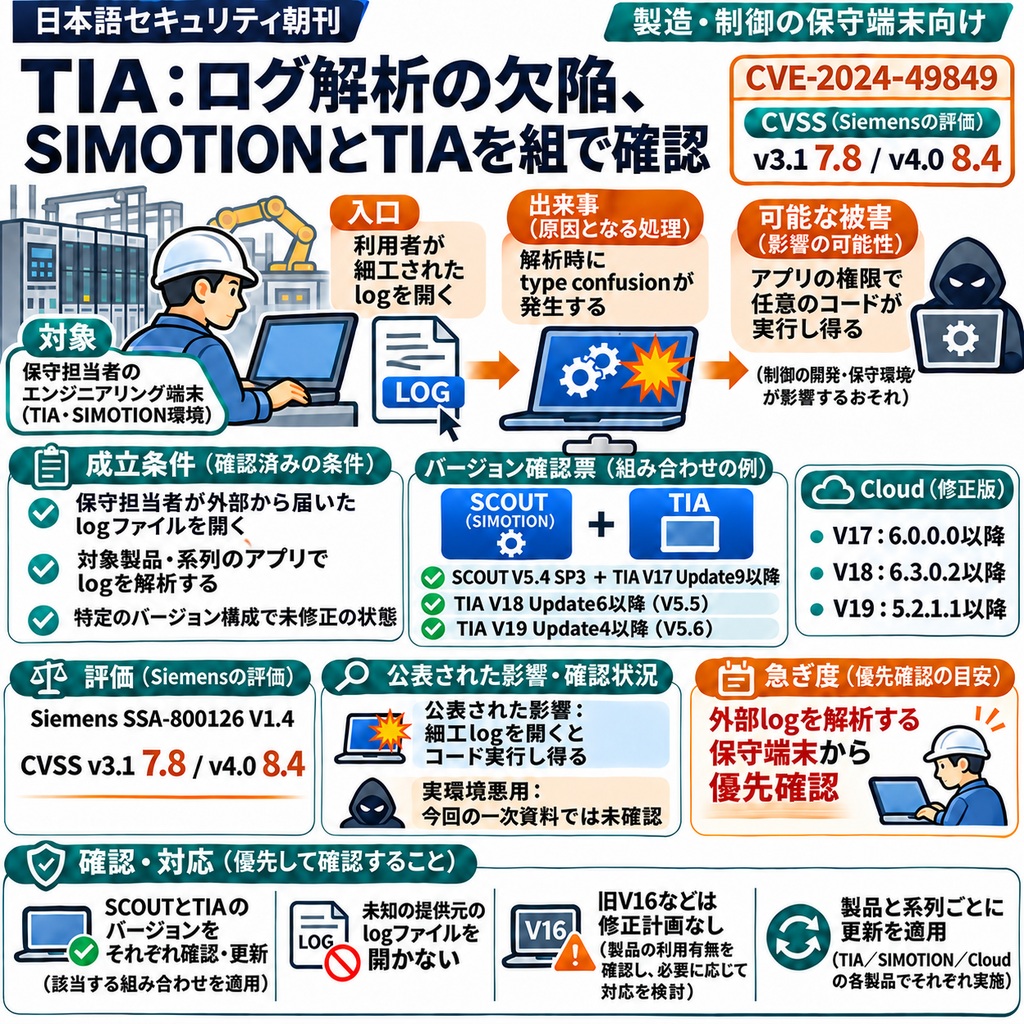 日本語セキュリティ朝刊
製造・制御の保守端末向け
TIA：ログ解析の欠陥、
SIMOTIONとTIAを組で確認
CVE-2024-49849
CVSS（Siemensの評価）
v3.1 7.8 / v4.0 8.4
対象
保守担当者の
エンジニアリング端末
（TIA・SIMOTION環境）
入口
利用者が
細工された
logを開く
LOG
出来事
（原因となる処理）
解析時に
type confusionが
発生する
可能な被害
（影響の可能性）
アプリの権限で
任意のコードが
実行し得る
（制御の開発・保守環境
が影響するおそれ）
成立条件（確認済みの条件）
保守担当者が外部から届いた
logファイルを開く
対象製品・系列のアプリで
logを解析する
特定のバージョン構成で未修正の状態
バージョン確認票（組み合わせの例）
SCOUT
（SIMOTION）
+
TIA
SCOUT V5.4 SP3 + TIA V17 Update9以降
TIA V18 Update6以降（V5.5）
TIA V19 Update4以降（V5.6）
Cloud（修正版）
V17：6.0.0.0以降
V18：6.3.0.2以降
V19：5.2.1.1以降
評価（Siemensの評価）
Siemens SSA-800126 V1.4
CVSS v3.1 7.8 / v4.0 8.4
公表された影響・確認状況
公表された影響：
細工logを開くと
コード実行し得る
実環境悪用：
今回の一次資料では未確認
急ぎ度（優先確認の目安）
外部logを解析する
保守端末から
優先確認
確認・対応（優先して確認すること）
SCOUTとTIAの
バージョンを
それぞれ確認・更新
（該当する組み合わせを適用）
LOG
未知の提供元の
logファイルを
開かない
V16
旧V16などは
修正計画なし
（製品の利用有無を
確認し、必要に応じて
対応を検討）
製品と系列ごとに
更新を適用
（TIA／SIMOTION／Cloud
の各製品でそれぞれ実施）